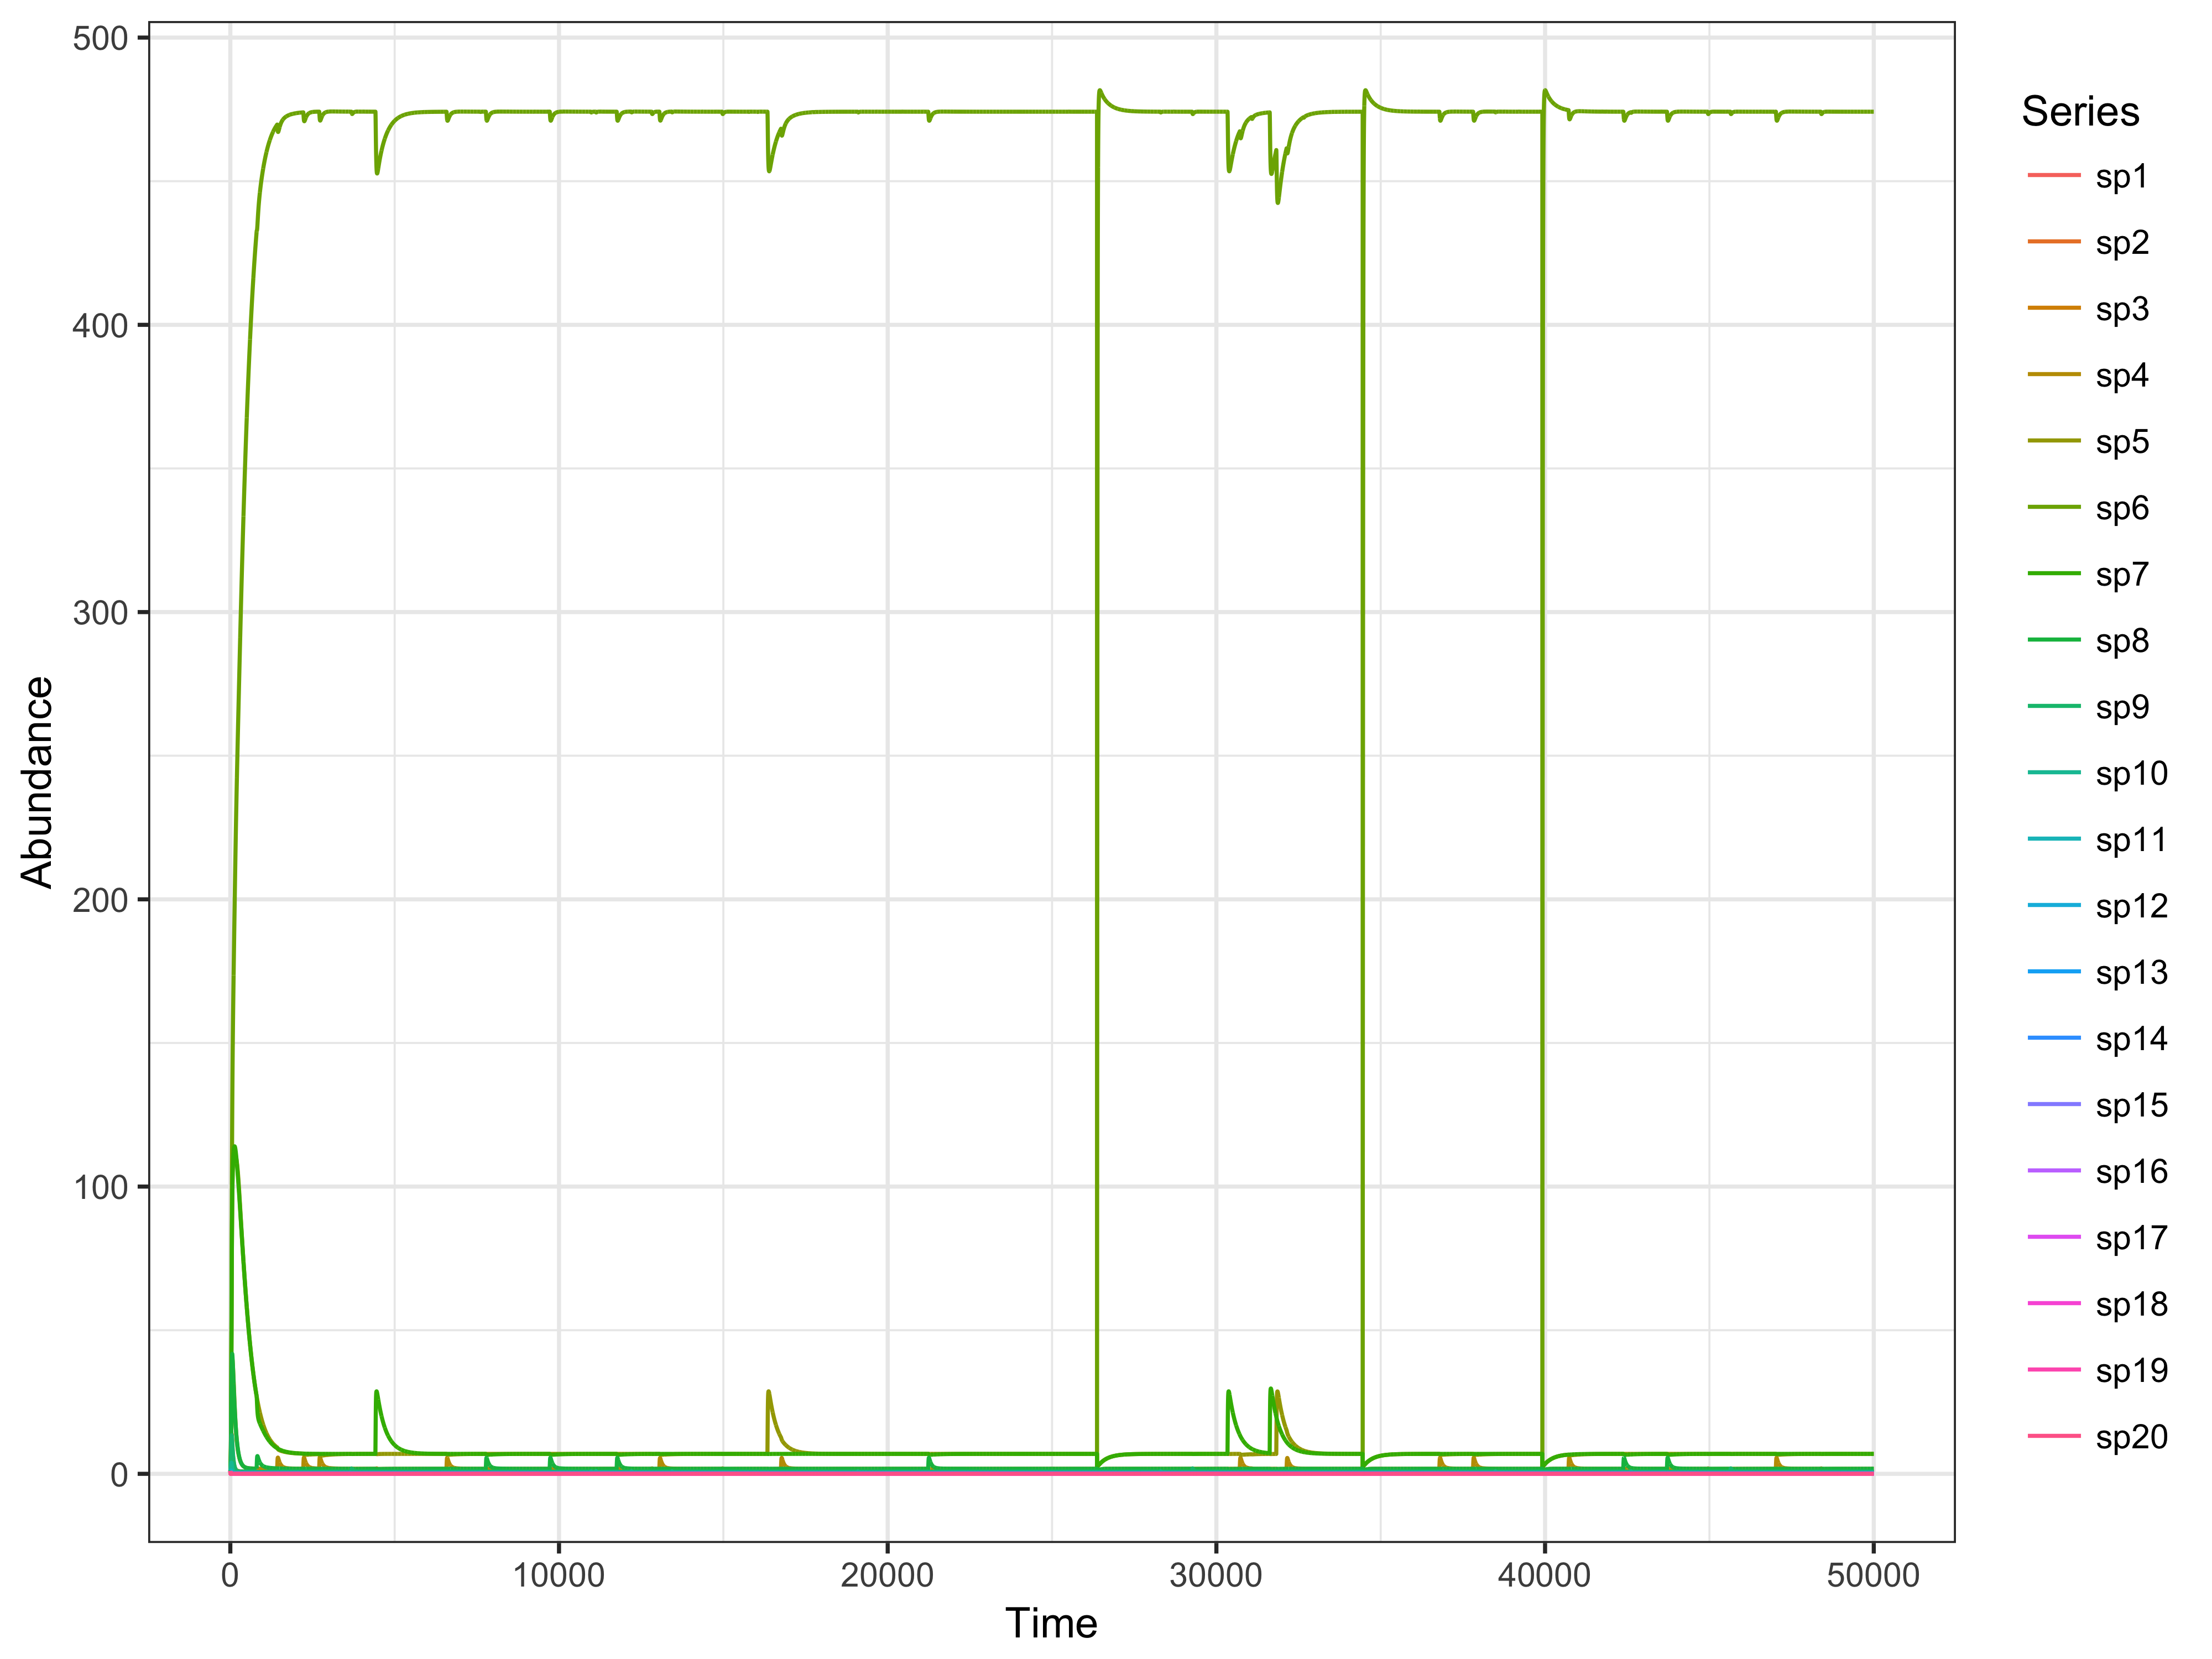 500
400
300
200
100
0
Abundance
0 10000 20000 30000 40000 50000
Time
Series
sp1
sp2
sp3
sp4
sp5
sp6
sp7
sp8
sp9
sp10
sp11
sp12
sp13
sp14
sp15
sp16
sp17
sp18
sp19
sp20